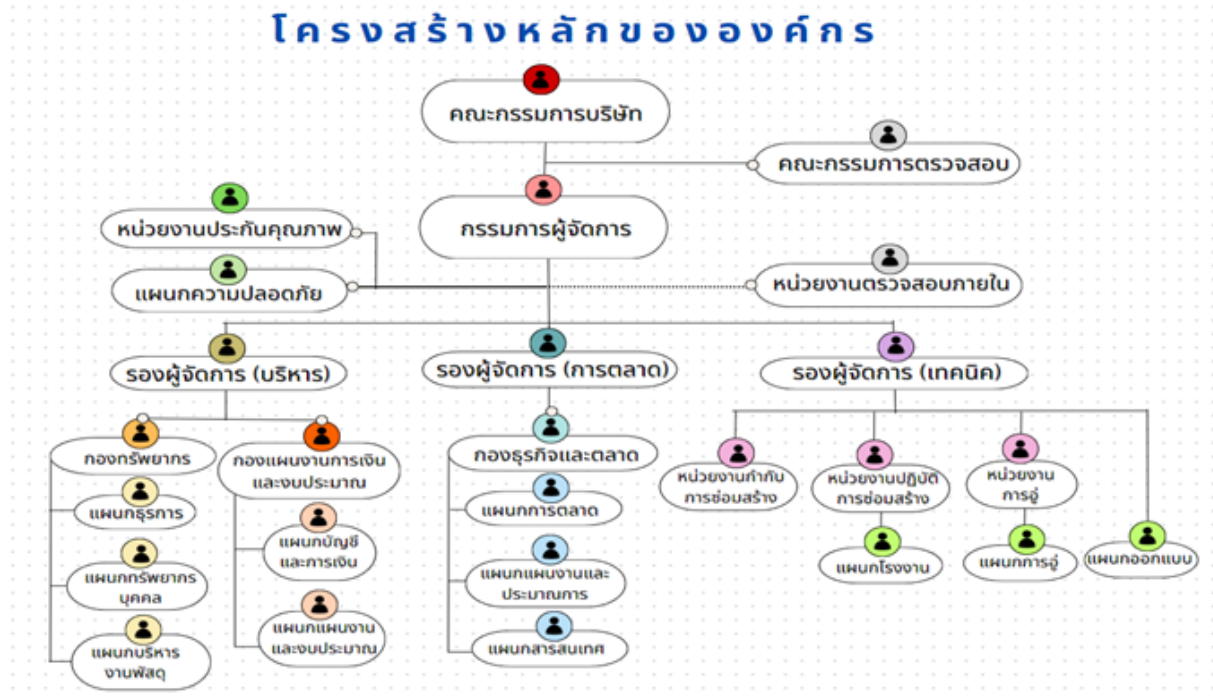 โครงสร้างหลักขององค์กร
คณะกรรมการบริษัท
คณะกรรมการตรวจสอบ
กรรมการผู้จัดการ
หน่วยงานประกันคุณภาพ
แผนกความปลอดภัย
หน่วยงานตรวจสอบภายใน
รองผู้จัดการ (บริหาร)
รองผู้จัดการ (การตลาด)
รองผู้จัดการ (เทคนิค)
กองทรัพยากร
แผนกธุรการ
แผนกทรัพยากร
บุคคล
แผนกบริหาร
งานพัสดุ
กองแผนงานการเงิน
และงบประมาณ
แผนกบัญชี
และการเงิน
แผนกแผนงาน
และงบประมาณ
กองธุรกิจและตลาด
แผนกการตลาด
แผนกแผนงานและ
ประมาณการ
แผนกสารสนเทศ
หน่วยงานกำกับ
การซ่อมสร้าง
หน่วยงานปฏิบัติ
การซ่อมสร้าง
แผนกโรงงาน
หน่วยงาน
การอู่
แผนกการอู่
แผนกออกแบบ